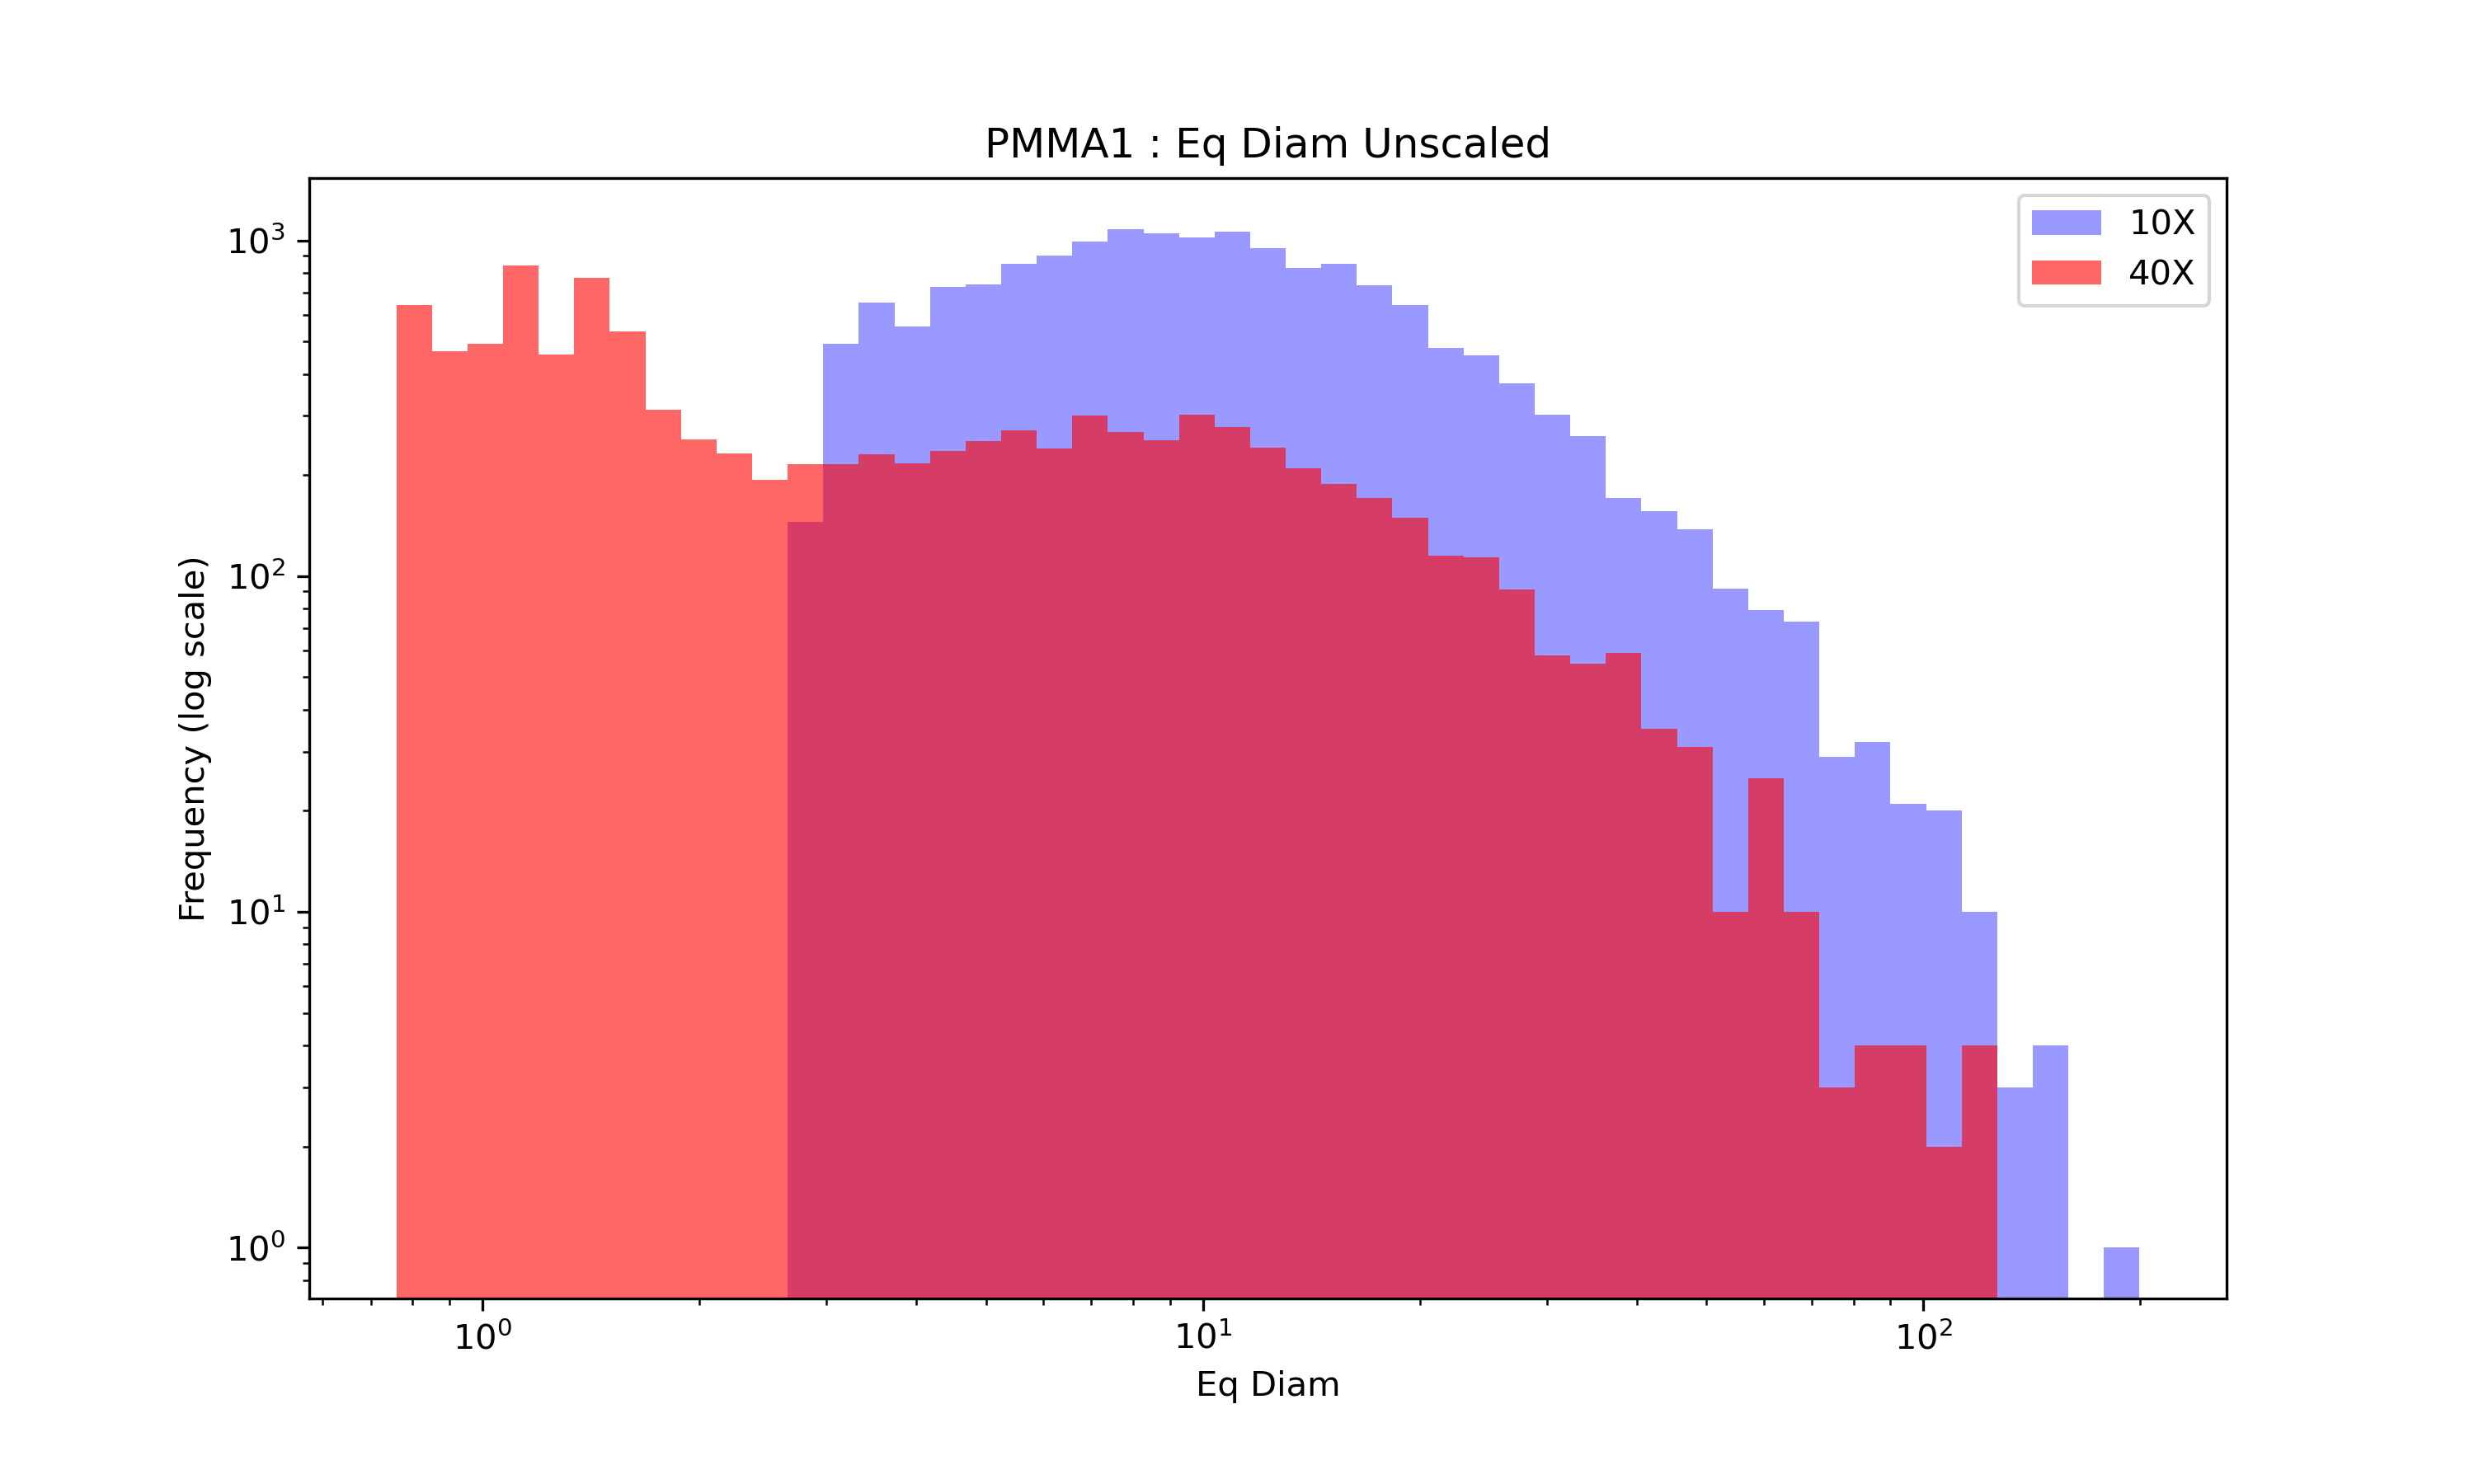 PMMA1 : Eq Diam Unscaled
10X
40X
Frequency (log scale)
10³
10²
10¹
10⁰
10⁰ 10¹ 10²
Eq Diam